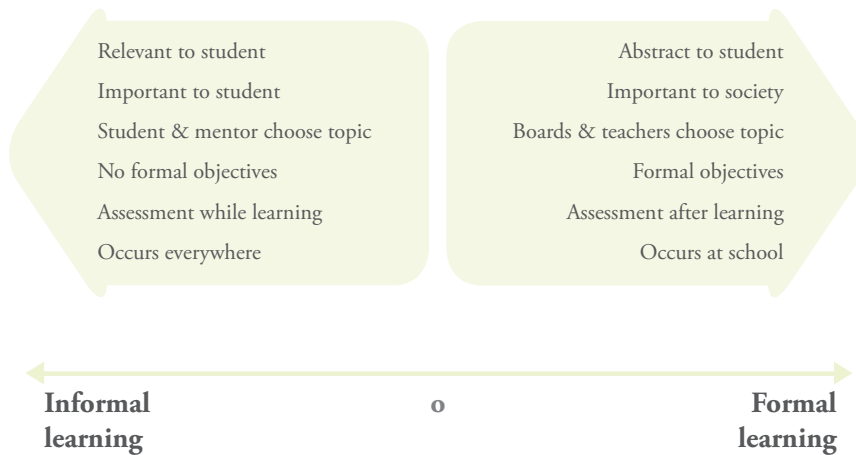 Relevant to student
Important to student
Student & mentor choose topic
No formal objectives
Assessment while learning
Occurs everywhere
Abstract to student
Important to society
Boards & teachers choose topic
Formal objectives
Assessment after learning
Occurs at school
Informal
learning
o
Formal
learning